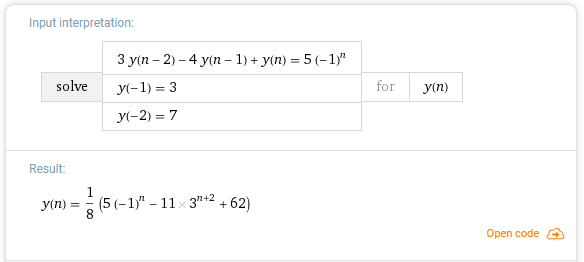 Input interpretation:
3 y(n − 2) − 4 y(n − 1) + y(n) = 5 (−1)^n
solve y(−1) = 3 for y(n)
y(−2) = 7
Result:
y(n) = 1/8 (5 (−1)^n − 11 × 3^(n+2) + 62)
Open code